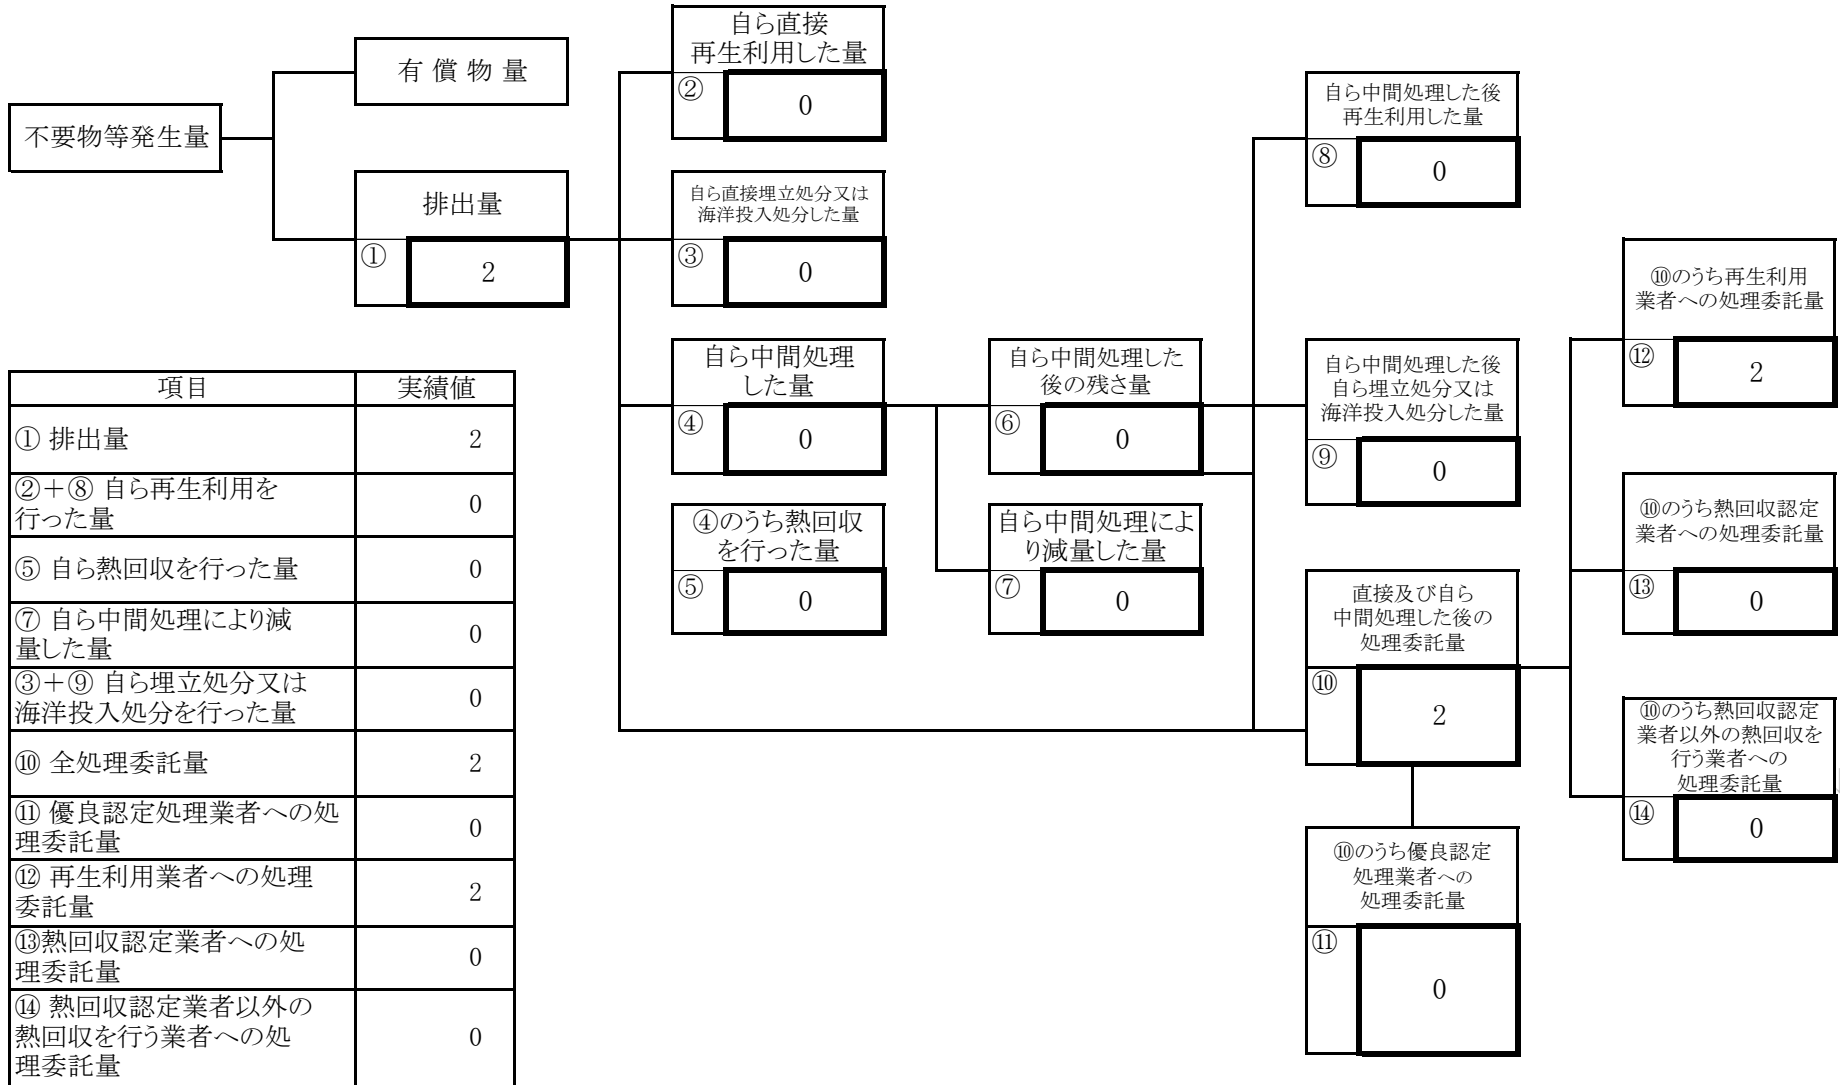 不要物等発生量
有償物量
排出量
①
2
自ら直接
再生利用した量
②
0
自ら直接埋立処分又は
海洋投入処分した量
③
0
自ら中間処理
した量
④
0
④のうち熱回収
を行った量
⑤
0
自ら中間処理した
後の残さ量
⑥
0
自ら中間処理によ
り減量した量
⑦
0
自ら中間処理した後
再生利用した量
⑧
0
自ら中間処理した後
自ら埋立処分又は
海洋投入処分した量
⑨
0
直接及び自ら
中間処理した後の
処理委託量
⑩
2
⑩のうち優良認定
処理業者への
処理委託量
⑪
0
⑩のうち再生利用
業者への処理委託量
⑫
2
⑩のうち熱回収認定
業者への処理委託量
⑬
0
⑩のうち熱回収認定
業者以外の熱回収を
行う業者への
処理委託量
⑭
0
項目 実績値
① 排出量 2
②＋⑧ 自ら再生利用を
行った量 0
⑤ 自ら熱回収を行った量 0
⑦ 自ら中間処理により減
量した量 0
③＋⑨ 自ら埋立処分又は
海洋投入処分を行った量 0
⑩ 全処理委託量 2
⑪ 優良認定処理業者への処
理委託量 0
⑫ 再生利用業者への処理
委託量 2
⑬熱回収認定業者への処
理委託量 0
⑭ 熱回収認定業者以外の
熱回収を行う業者への処
理委託量 0